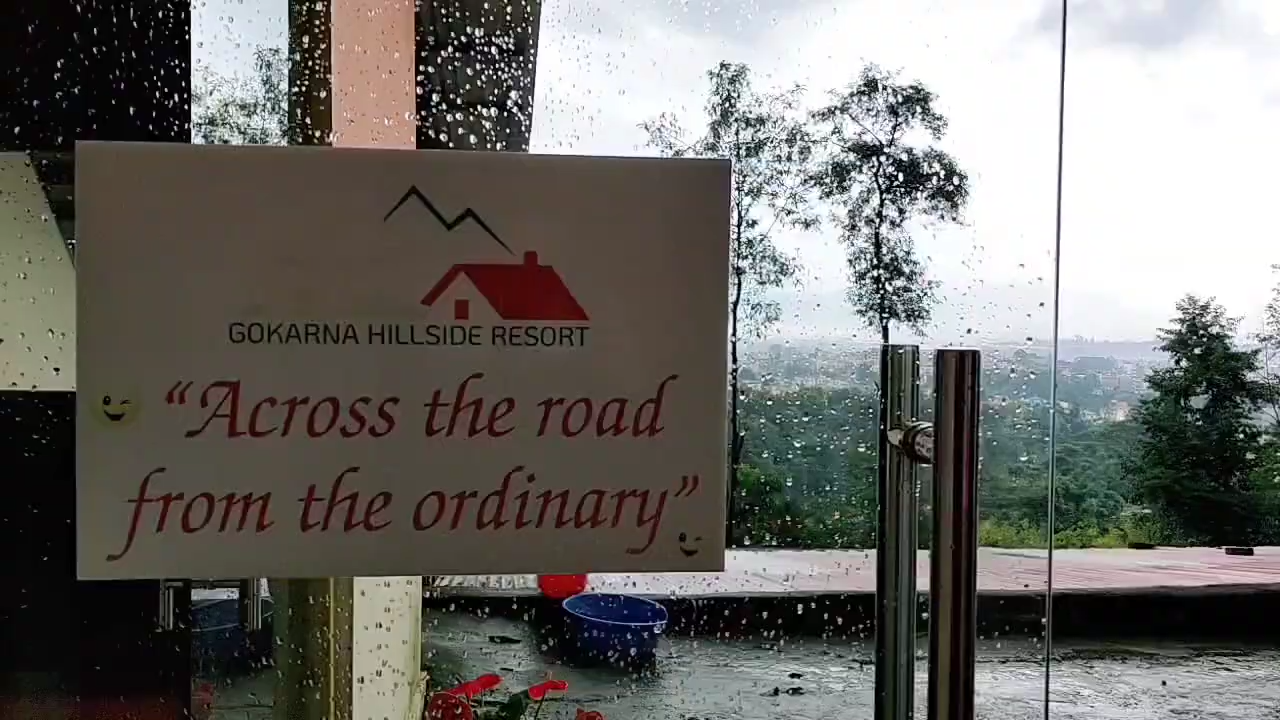 GOKARNA HILLSIDE RESORT
“Across the road
from the ordinary”